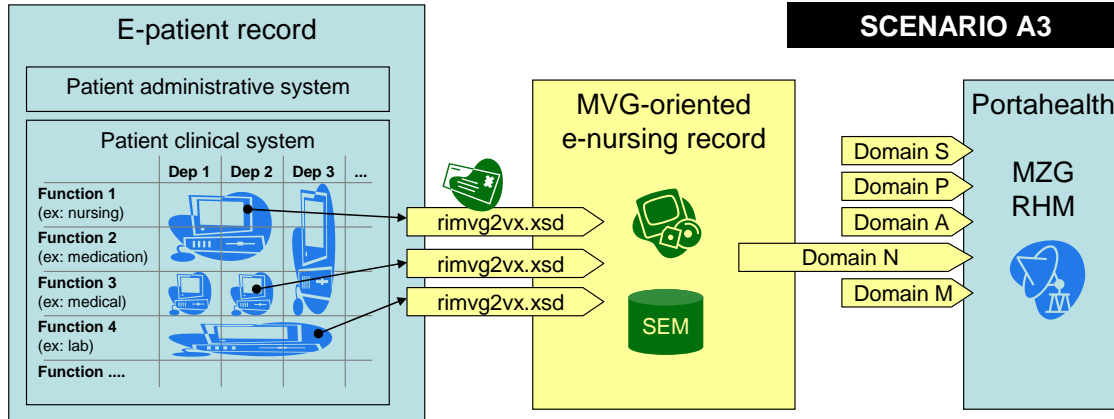 SCENARIO A3
E-patient record
Patient administrative system
Patient clinical system
Dep 1 Dep 2 Dep 3 ...
Function 1
(ex: nursing)
Function 2
(ex: medication)
Function 3
(ex: medical)
Function 4
(ex: lab)
Function ....
rimvg2vx.xsd
rimvg2vx.xsd
rimvg2vx.xsd
MVG-oriented
e-nursing record
SEM
Domain S
Domain P
Domain A
Domain N
Domain M
Portahealth
MZG
RHM